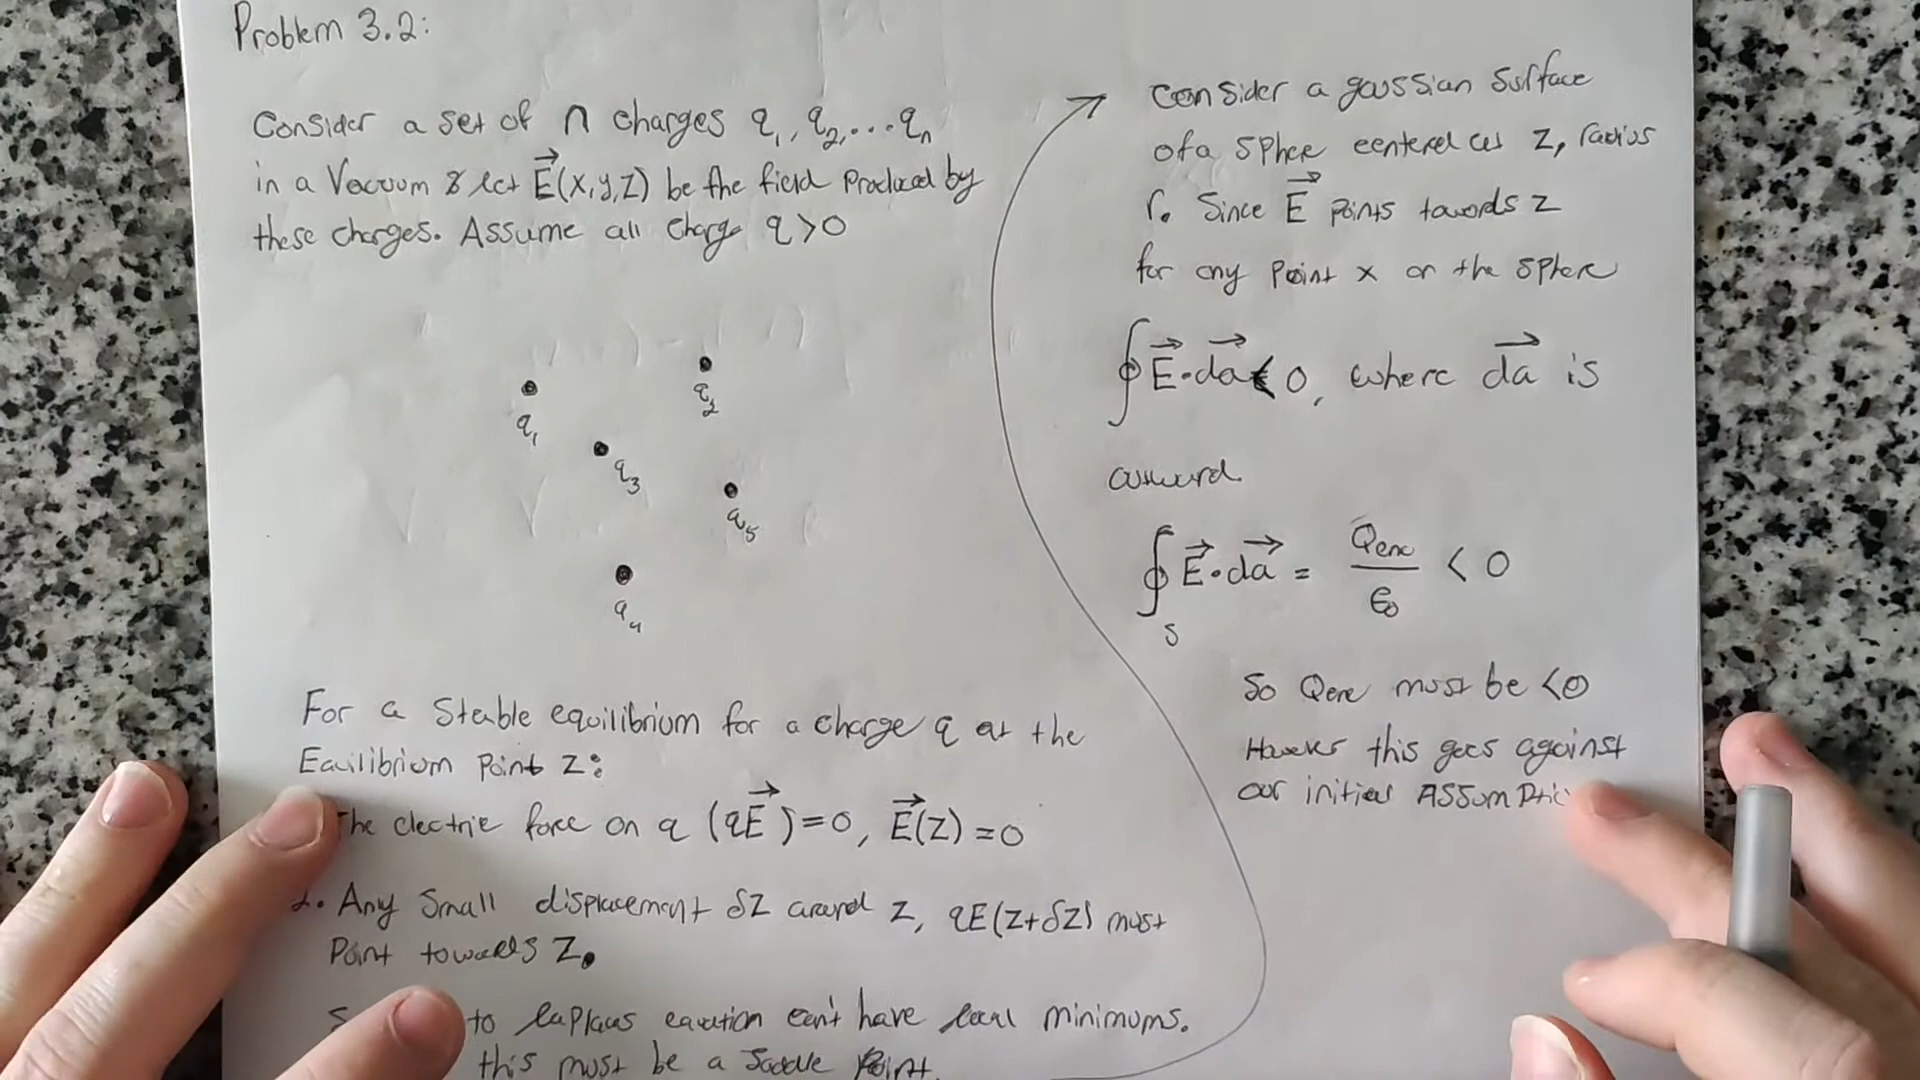 Problem 3.2:
Consider a set of n charges q1, q2, ... qn
in a Vacuum & let E(x,y,z) be the field Produced by
these charges. Assume all charge q>0
q1
q2
q3
q5
q4
For a Stable equilibrium for a charge q at the
Equilibrium Point Z:
The electric force on q (qE)=0, E(Z)=0
2. Any Small displacement δZ around Z, qE(Z+δZ) must
Point towards Z.
to laplaces equation can't have local minimums.
this must be a Saddle Point.
Consider a gaussian Surface
of a sphere centered at Z, radius
r. Since E points towards Z
for any Point x on the sphere
∮E·da<0, where da is
outward
∮E·da = Qenc/ε0 < 0
S
So Qenc must be <0
However this goes against
our initial Assumptio